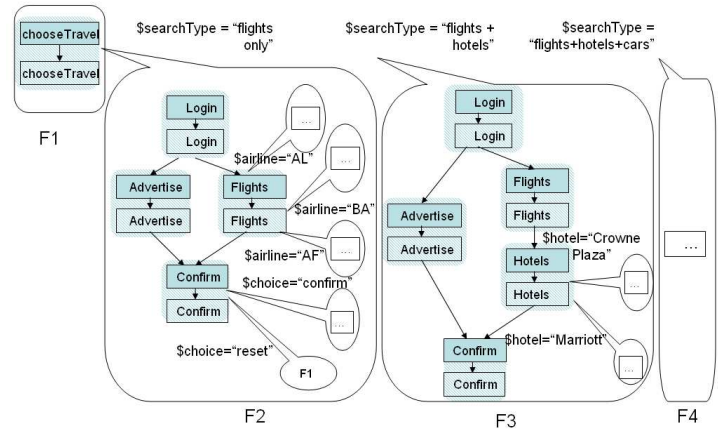 chooseTravel
chooseTravel
F1
$searchType = “flights
only”
$searchType = “flights +
hotels”
$searchType =
“flights+hotels+cars”
Login
Login
$airline=“AL”
...
Advertise
Advertise
Flights
Flights
...
$airline=“BA”
$airline=“AF”
...
Confirm
Confirm
$choice=“confirm”
...
$choice=“reset”
F1
F2
Login
Login
Flights
Flights
Advertise
Advertise
$hotel=“Crowne
Plaza”
Hotels
Hotels
...
$hotel=“Marriott”
...
Confirm
Confirm
F3
...
F4